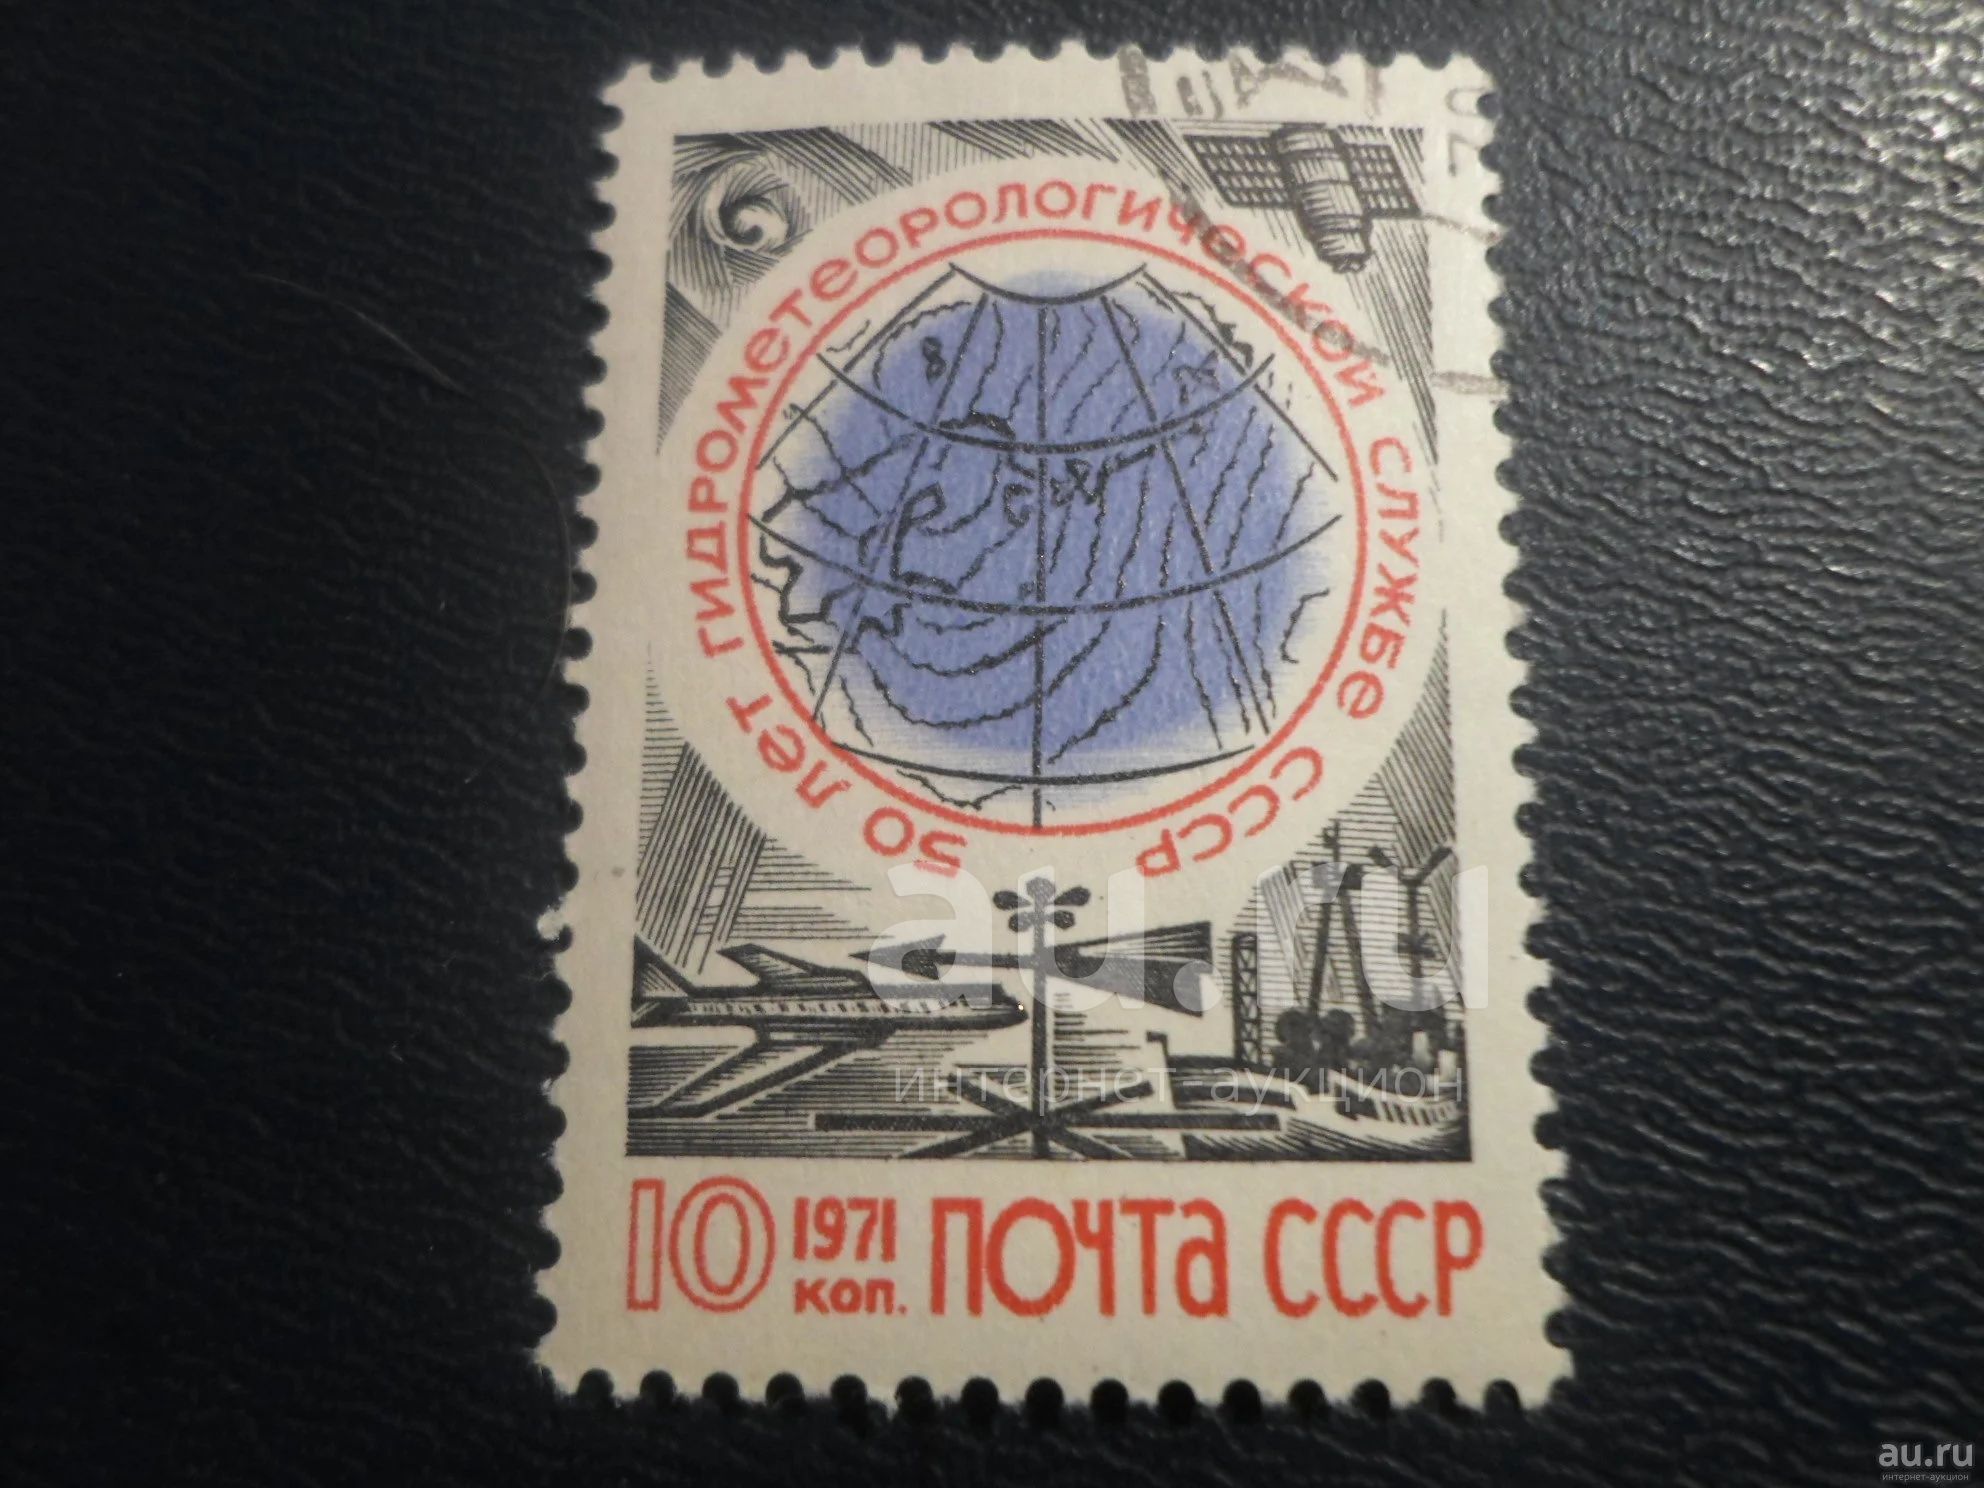 50 лет гидрометеорологической службе СССР
10 1971 коп. ПОЧТА СССР
au.ru
интернет-аукцион
au.ru
интернет-аукцион